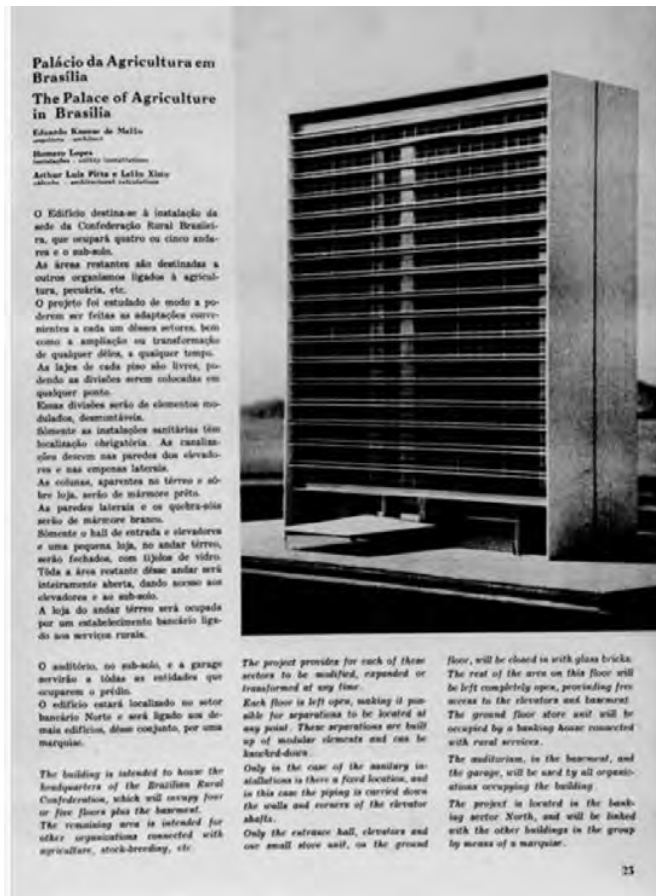 Palácio da Agricultura em
Brasília
The Palace of Agriculture
in Brasilia
Eduardo Kneese de Mello
arquiteto - architect
Homero Lopes
instalações - utility installations
Arthur Luis Pitta e Lelio Xisto
cálculo - architectural calculations
O Edifício destina-se à instalação da
sede da Confederação Rural Brasilei-
ra, que ocupará quatro ou cinco anda-
res e o sub-solo.
As áreas restantes são destinadas a
outros organismos ligados à agricul-
tura, pecuária, etc.
O projeto foi estudado de modo a po-
derem ser feitas as adaptações conve-
nientes a cada um dêsses setores, bem
como a ampliação ou transformação
de qualquer dêles, a qualquer tempo.
As lajes de cada piso são livres, po-
dendo as divisões serem colocadas em
qualquer ponto.
Essas divisões serão de elementos mo-
dulados, desmontáveis.
Sòmente as instalações sanitárias têm
localização obrigatória. As canaliza-
ções descem nas paredes dos elevado-
res e nas empenas laterais.
As colunas, aparentes no térreo e sô-
bre loja, serão de mármore prêto.
As paredes laterais e os quebra-sóis
serão de mármore branco.
Sòmente o hall de entrada e elevadores
e uma pequena loja, no andar térreo,
serão fechados, com tijolos de vidro.
Tôda a área restante dêsse andar será
inteiramente aberta, dando acesso aos
elevadores e ao sub-solo.
A loja do andar térreo será ocupada
por um estabelecimento bancário liga-
do aos serviços rurais.
O auditório, no sub-solo, e a garage
servirão a tôdas as entidades que
ocuparem o prédio.
O edifício estará localizado no setor
bancário Norte e será ligado aos de-
mais edifícios, dêsse conjunto, por uma
marquise.
The building is intended to house the
headquarters of the Brazilian Rural
Confederation, which will occupy four
or five floors plus the basement.
The remaining area is intended for
other organizations connected with
agriculture, stock-breeding, etc.
The project provides for each of these
sectors to be modified, expanded or
transformed at any time.
Each floor is left open, making it pos-
sible for separations to be located at
any point. These separations are built
up of modular elements and can be
knocked-down.
Only in the case of the sanitary in-
stallations is there a fixed location, and
in this case the piping is carried down
the walls and corners of the elevator
shafts.
Only the entrance hall, elevators and
one small store unit, on the ground
floor, will be closed in with glass bricks.
The rest of the area on this floor will
be left completely open, provinding free
access to the elevators and basement.
The ground floor store unit will be
occupied by a banking house connected
with rural services.
The auditorium, in the basement, and
the garage, will be used by all organiz-
ations occupying the building.
The project is located in the bank-
ing sector North, and will be linked
with the other buildings in the group
by means of a marquise.
25